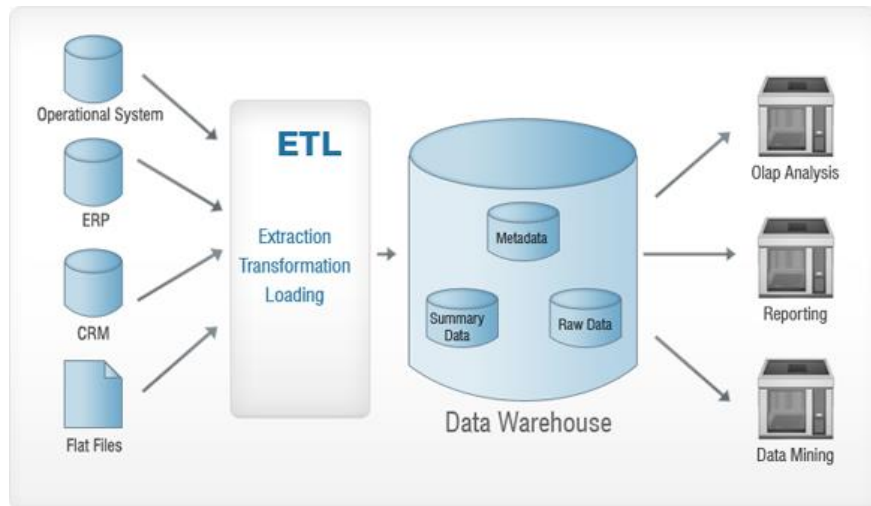 Operational System
ERP
CRM
Flat Files
ETL
Extraction
Transformation
Loading
Metadata
Summary
Data
Raw Data
Data Warehouse
Olap Analysis
Reporting
Data Mining